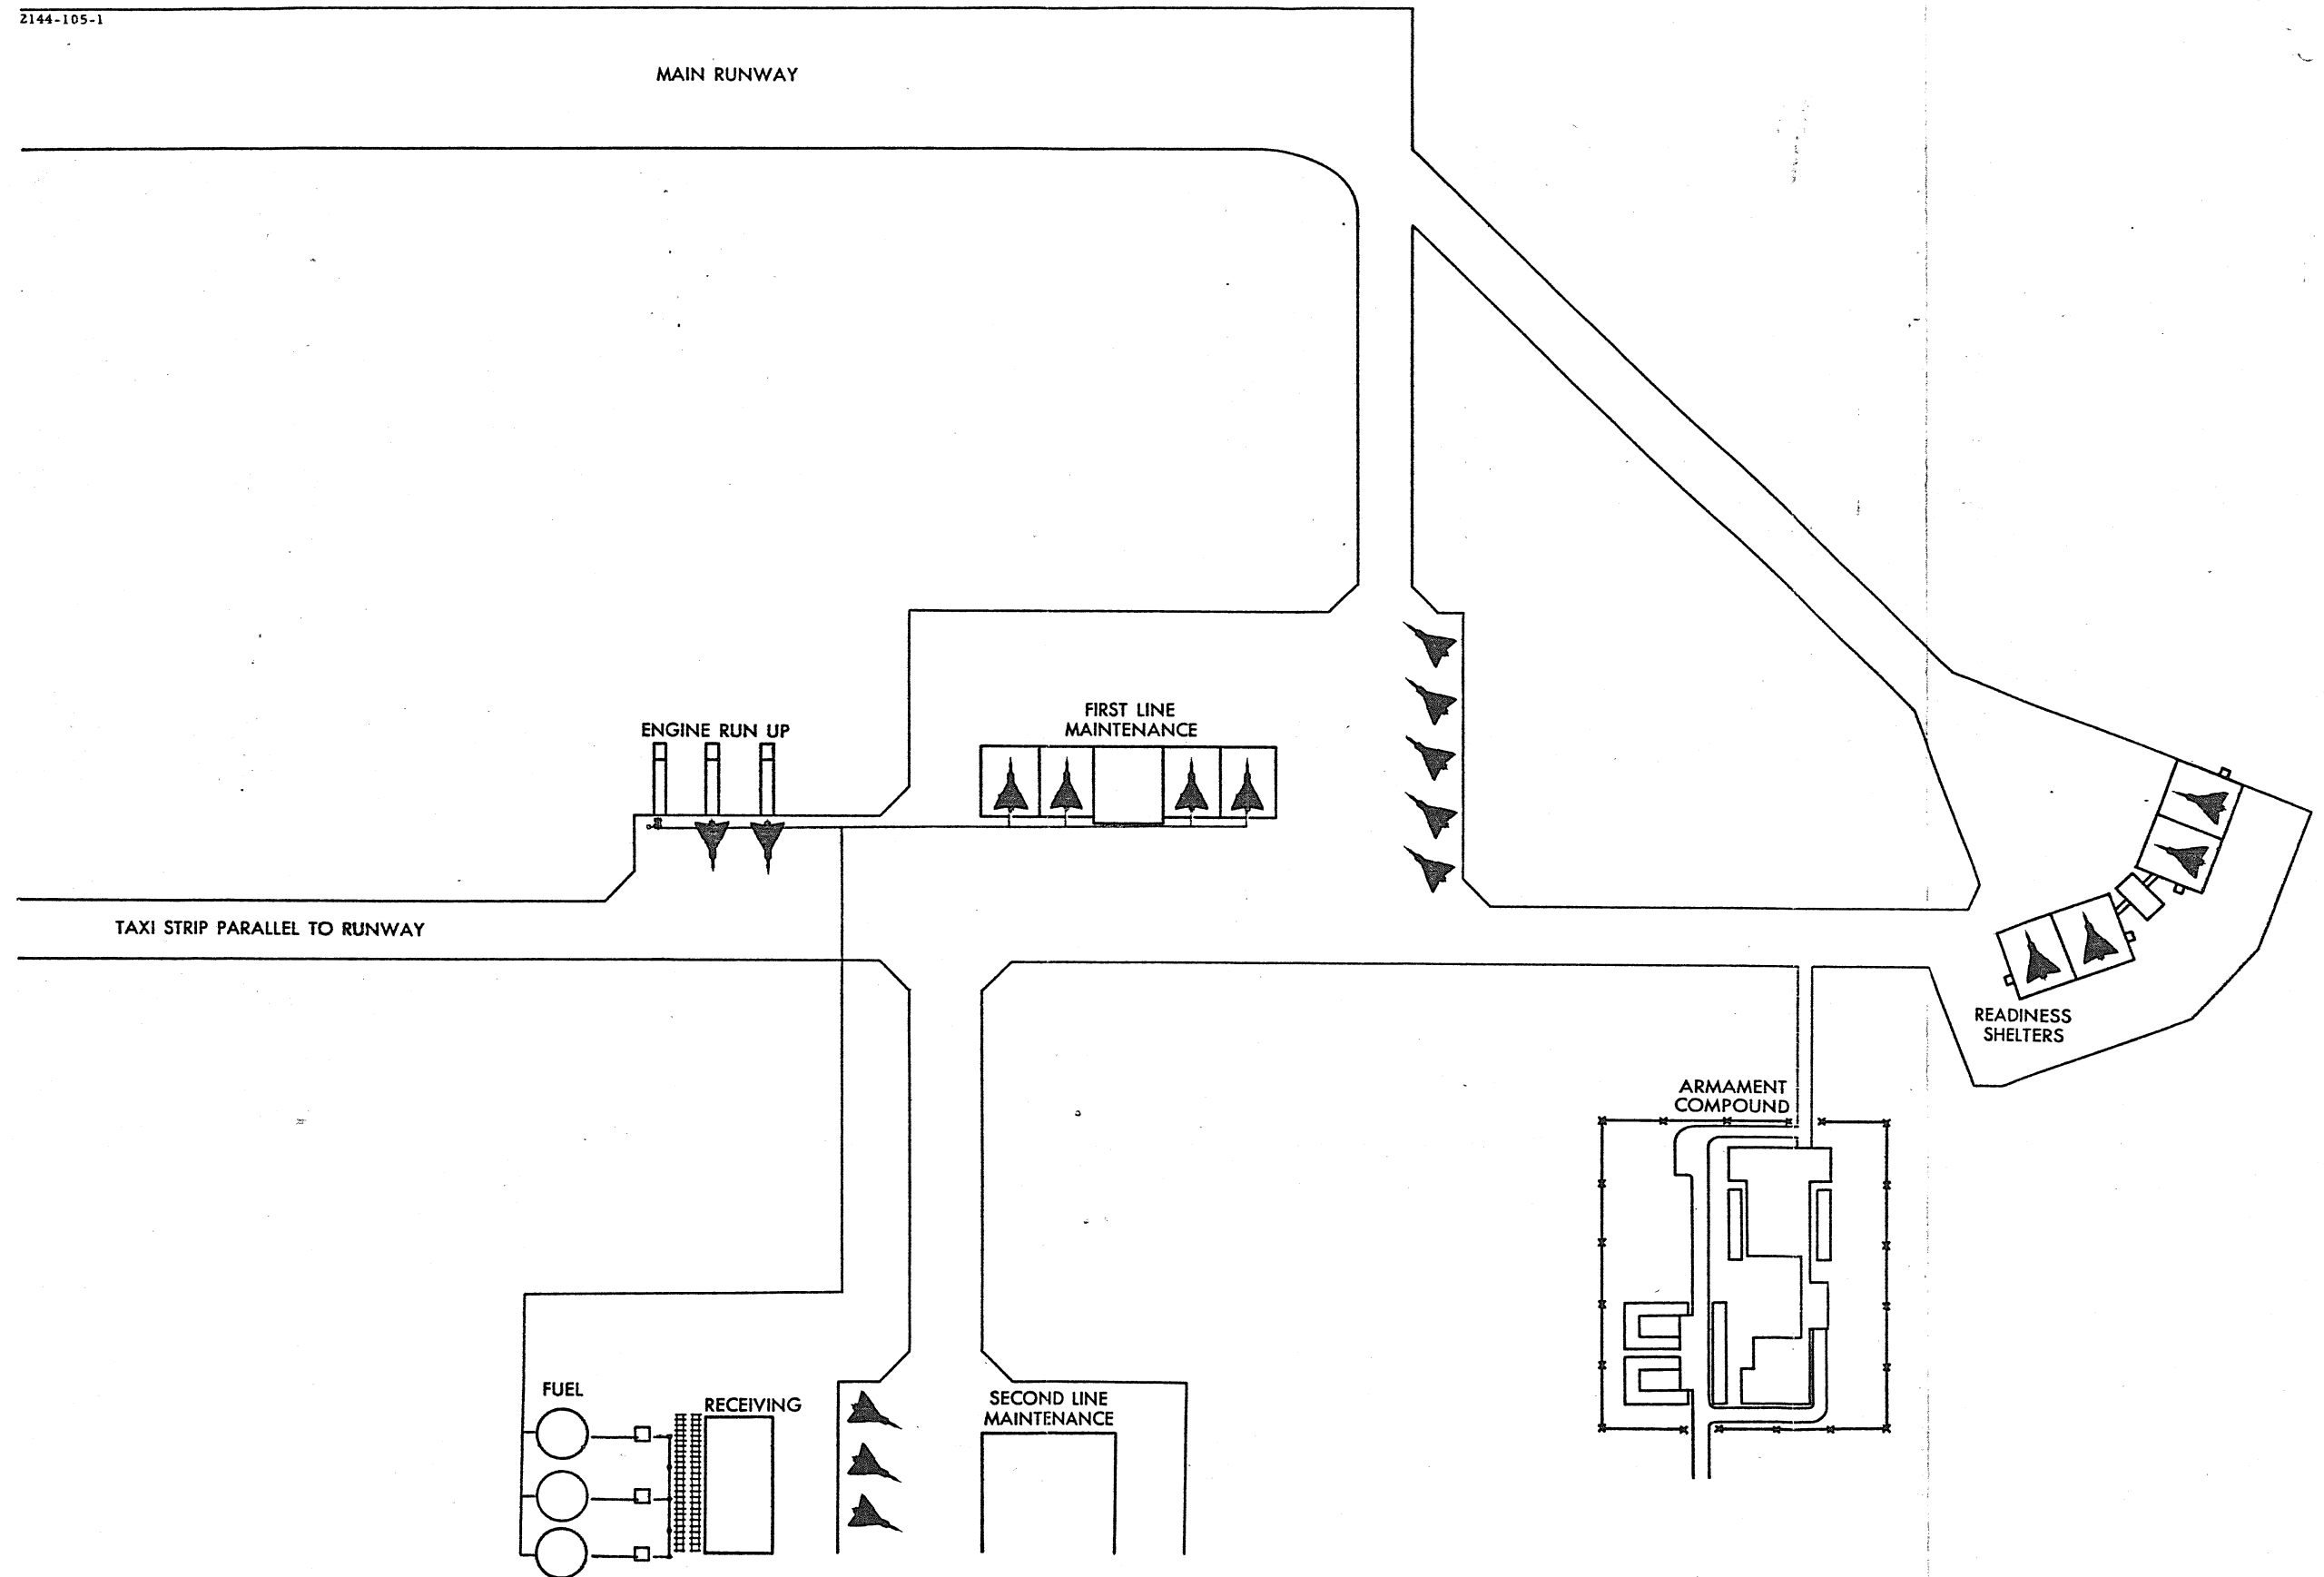 2144-105-1
MAIN RUNWAY
FIRST LINE
MAINTENANCE
ENGINE RUN UP
TAXI STRIP PARALLEL TO RUNWAY
READINESS
SHELTERS
ARMAMENT
COMPOUND
FUEL
RECEIVING
SECOND LINE
MAINTENANCE